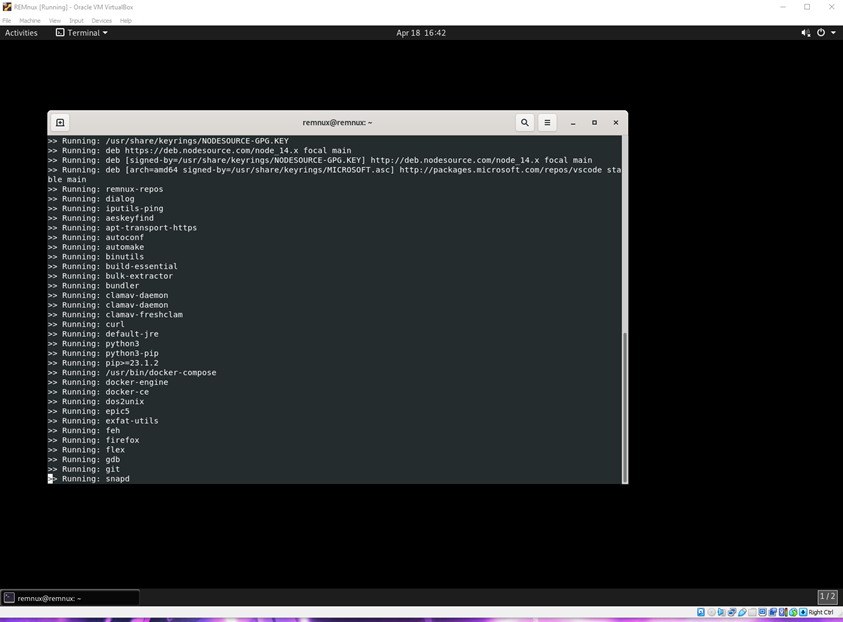 REMnux [Running] - Oracle VM VirtualBox
File Machine View Input Devices Help
Activities Terminal Apr 18 16:42
remnux@remnux: ~
>> Running: /usr/share/keyrings/NODESOURCE-GPG.KEY
>> Running: deb https://deb.nodesource.com/node_14.x focal main
>> Running: deb [signed-by=/usr/share/keyrings/NODESOURCE-GPG.KEY] http://deb.nodesource.com/node_14.x focal main
>> Running: deb [arch=amd64 signed-by=/usr/share/keyrings/MICROSOFT.asc] http://packages.microsoft.com/repos/vscode sta
ble main
>> Running: remnux-repos
>> Running: dialog
>> Running: iputils-ping
>> Running: aeskeyfind
>> Running: apt-transport-https
>> Running: autoconf
>> Running: automake
>> Running: binutils
>> Running: build-essential
>> Running: bulk-extractor
>> Running: bundler
>> Running: clamav-daemon
>> Running: clamav-daemon
>> Running: clamav-freshclam
>> Running: curl
>> Running: default-jre
>> Running: python3
>> Running: python3-pip
>> Running: pip>=23.1.2
>> Running: /usr/bin/docker-compose
>> Running: docker-engine
>> Running: docker-ce
>> Running: dos2unix
>> Running: epic5
>> Running: exfat-utils
>> Running: feh
>> Running: firefox
>> Running: flex
>> Running: gdb
>> Running: git
>> Running: snapd
remnux@remnux: ~ 1 / 2
Right Ctrl